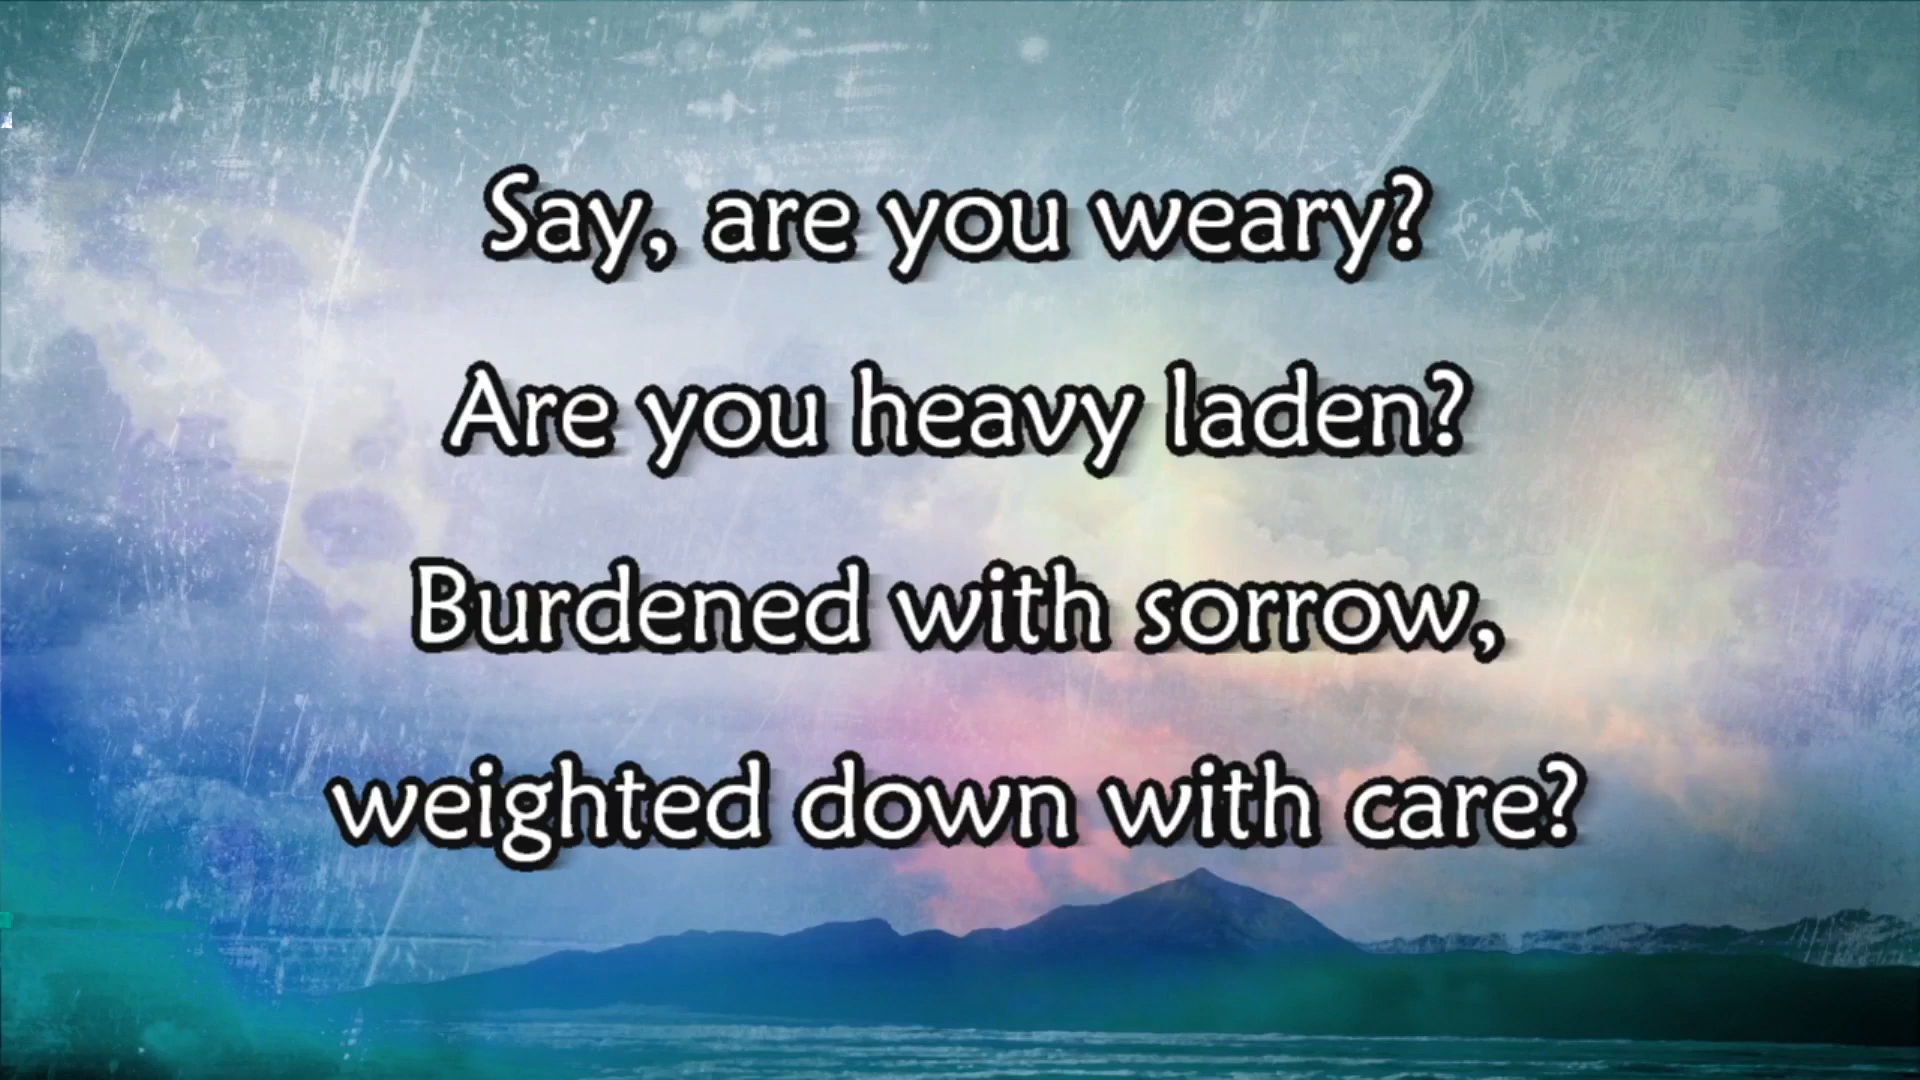 Say, are you weary?
Are you heavy laden?
Burdened with sorrow,
weighted down with care?